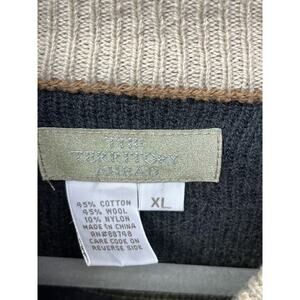 THE
TERRITORY
AHEAD
XL
45% COTTON
45% WOOL
10% NYLON
MADE IN CHINA
RN#88748
CARE CODE ON
REVERSE SIDE